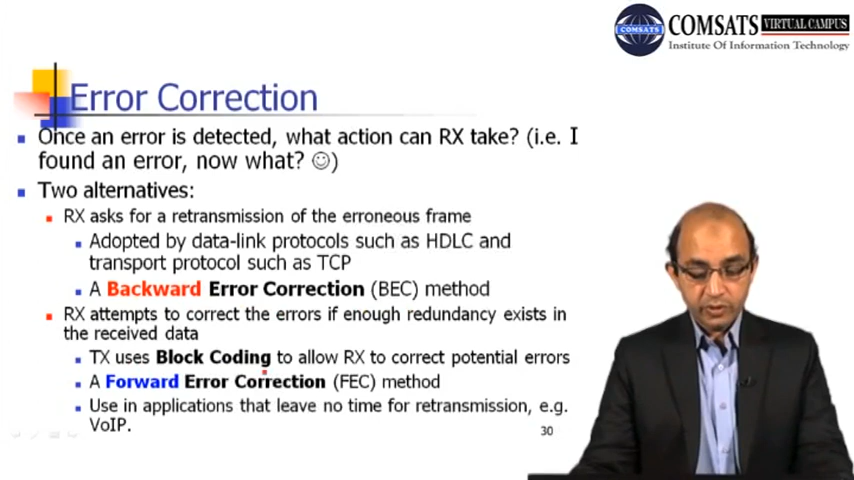 COMSATS
COMSATS VIRTUAL CAMPUS
Institute Of Information Technology
Error Correction
Once an error is detected, what action can RX take? (i.e. I
found an error, now what? ☺)
Two alternatives:
RX asks for a retransmission of the erroneous frame
Adopted by data-link protocols such as HDLC and
transport protocol such as TCP
A Backward Error Correction (BEC) method
RX attempts to correct the errors if enough redundancy exists in
the received data
TX uses Block Coding to allow RX to correct potential errors
A Forward Error Correction (FEC) method
Use in applications that leave no time for retransmission, e.g.
VoIP.
30